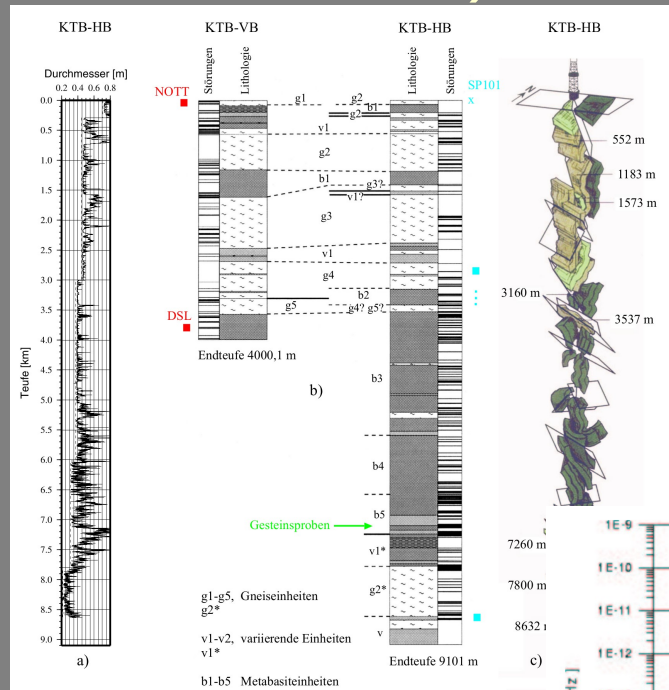 KTB-HB
KTB-VB
KTB-HB
KTB-HB
Durchmesser [m]
0.2 0.4 0.6 0.8
Störungen
Lithologie
Lithologie
Störungen
NOTT
SP101
x
N
0.0
0.5
1.0
1.5
2.0
2.5
3.0
3.5
4.0
4.5
5.0
5.5
6.0
6.5
7.0
7.5
8.0
8.5
9.0
Teufe [km]
a)
g1
g2
b1
g2
v1
g2
b1
g3?
v1?
g3
v1
g4
b2
g5
g4?
g5?
DSL
Endteufe 4000,1 m
b)
b3
b4
b5
Gesteinsproben
v1*
g2*
v
g1-g5, Gneiseinheiten
g2*
v1-v2, variierende Einheiten
v1*
b1-b5 Metabasiteinheiten
Endteufe 9101 m
552 m
1183 m
1573 m
3160 m
3537 m
7260 m
7800 m
8632
c)
1E-9
1E-10
1E-11
1E-12